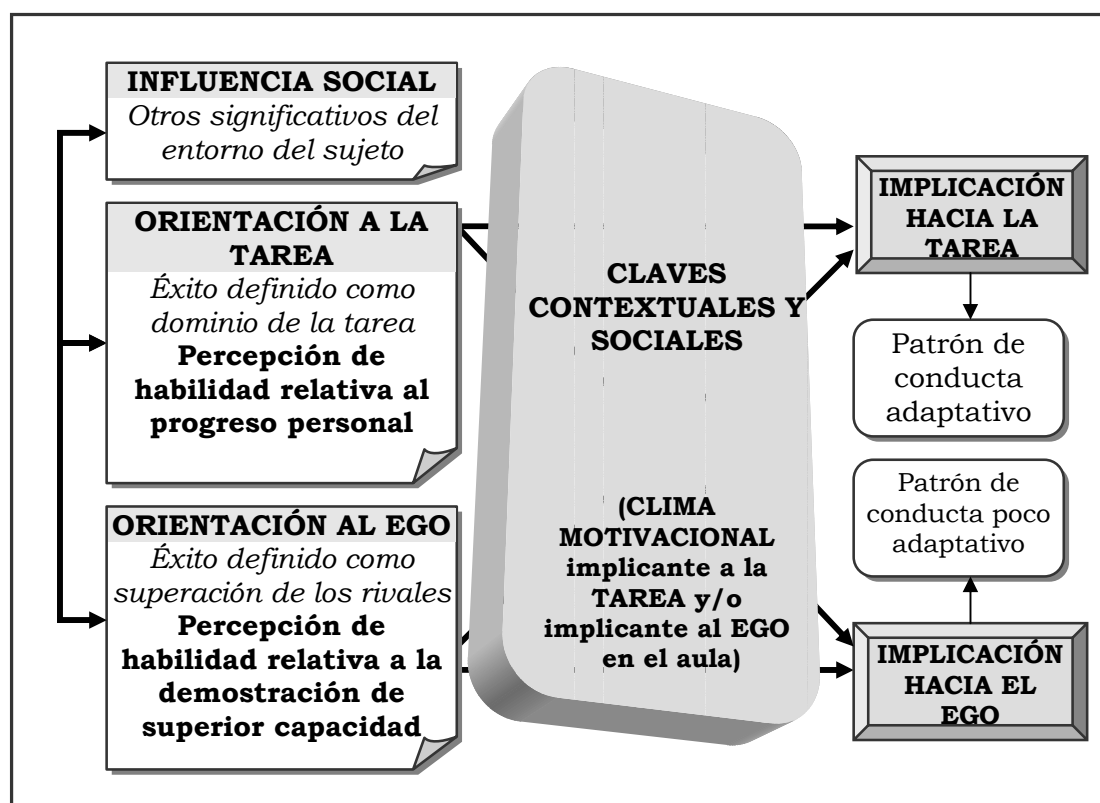 INFLUENCIA SOCIAL
Otros significativos del
entorno del sujeto
ORIENTACIÓN A LA
TAREA
Éxito definido como
dominio de la tarea
Percepción de
habilidad relativa al
progreso personal
ORIENTACIÓN AL EGO
Éxito definido como
superación de los rivales
Percepción de
habilidad relativa a la
demostración de
superior capacidad
CLAVES
CONTEXTUALES Y
SOCIALES
(CLIMA
MOTIVACIONAL
implicante a la
TAREA y/o
implicante al EGO
en el aula)
IMPLICACIÓN
HACIA LA
TAREA
Patrón de
conducta
adaptativo
Patrón de
conducta poco
adaptativo
IMPLICACIÓN
HACIA EL
EGO